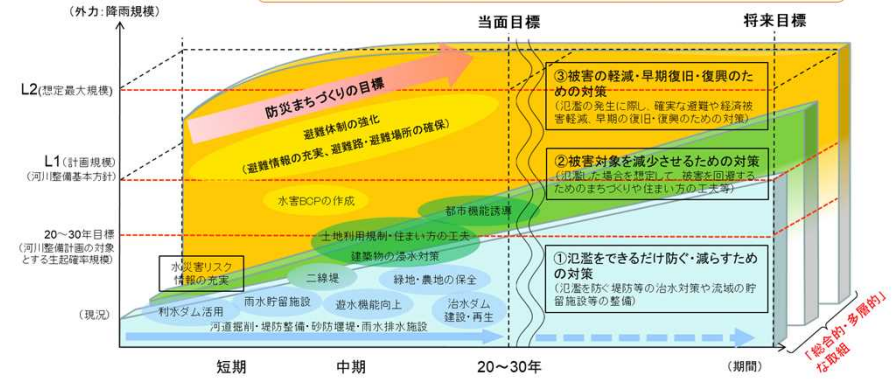 （外力：降雨規模）
当面目標
将来目標
L2(想定最大規模)
防災まちづくりの目標
避難体制の強化
（避難情報の充実、避難路・避難場所の確保）
③被害の軽減・早期復旧・復興のた
めの対策
（氾濫の発生に際し、確実な避難や経済被
害軽減、早期の復旧・復興のための対策）
L1（計画規模）
（河川整備基本方針）
②被害対象を減少させるための対策
（氾濫した場合を想定して、被害を回避する
ためのまちづくりや住まい方の工夫等）
水害BCPの作成
都市機能誘導
20～30年目標
（河川整備計画の対象
とする生起確率規模）
土地利用規制・住まい方の工夫
建築物の浸水対策
①氾濫をできるだけ防ぐ・減らすため
の対策
（氾濫を防ぐ堤防等の治水対策や流域の貯
留施設等の整備）
水災害リスク
情報の充実
二線堤
緑地・農地の保全
（現況）
利水ダム活用
雨水貯留施設
遊水機能向上
治水ダム
建設・再生
河道掘削・堤防整備・砂防堰堤・雨水排水施設
「総合的・多層的」
な取組
短期
中期
20～30年
（期間）